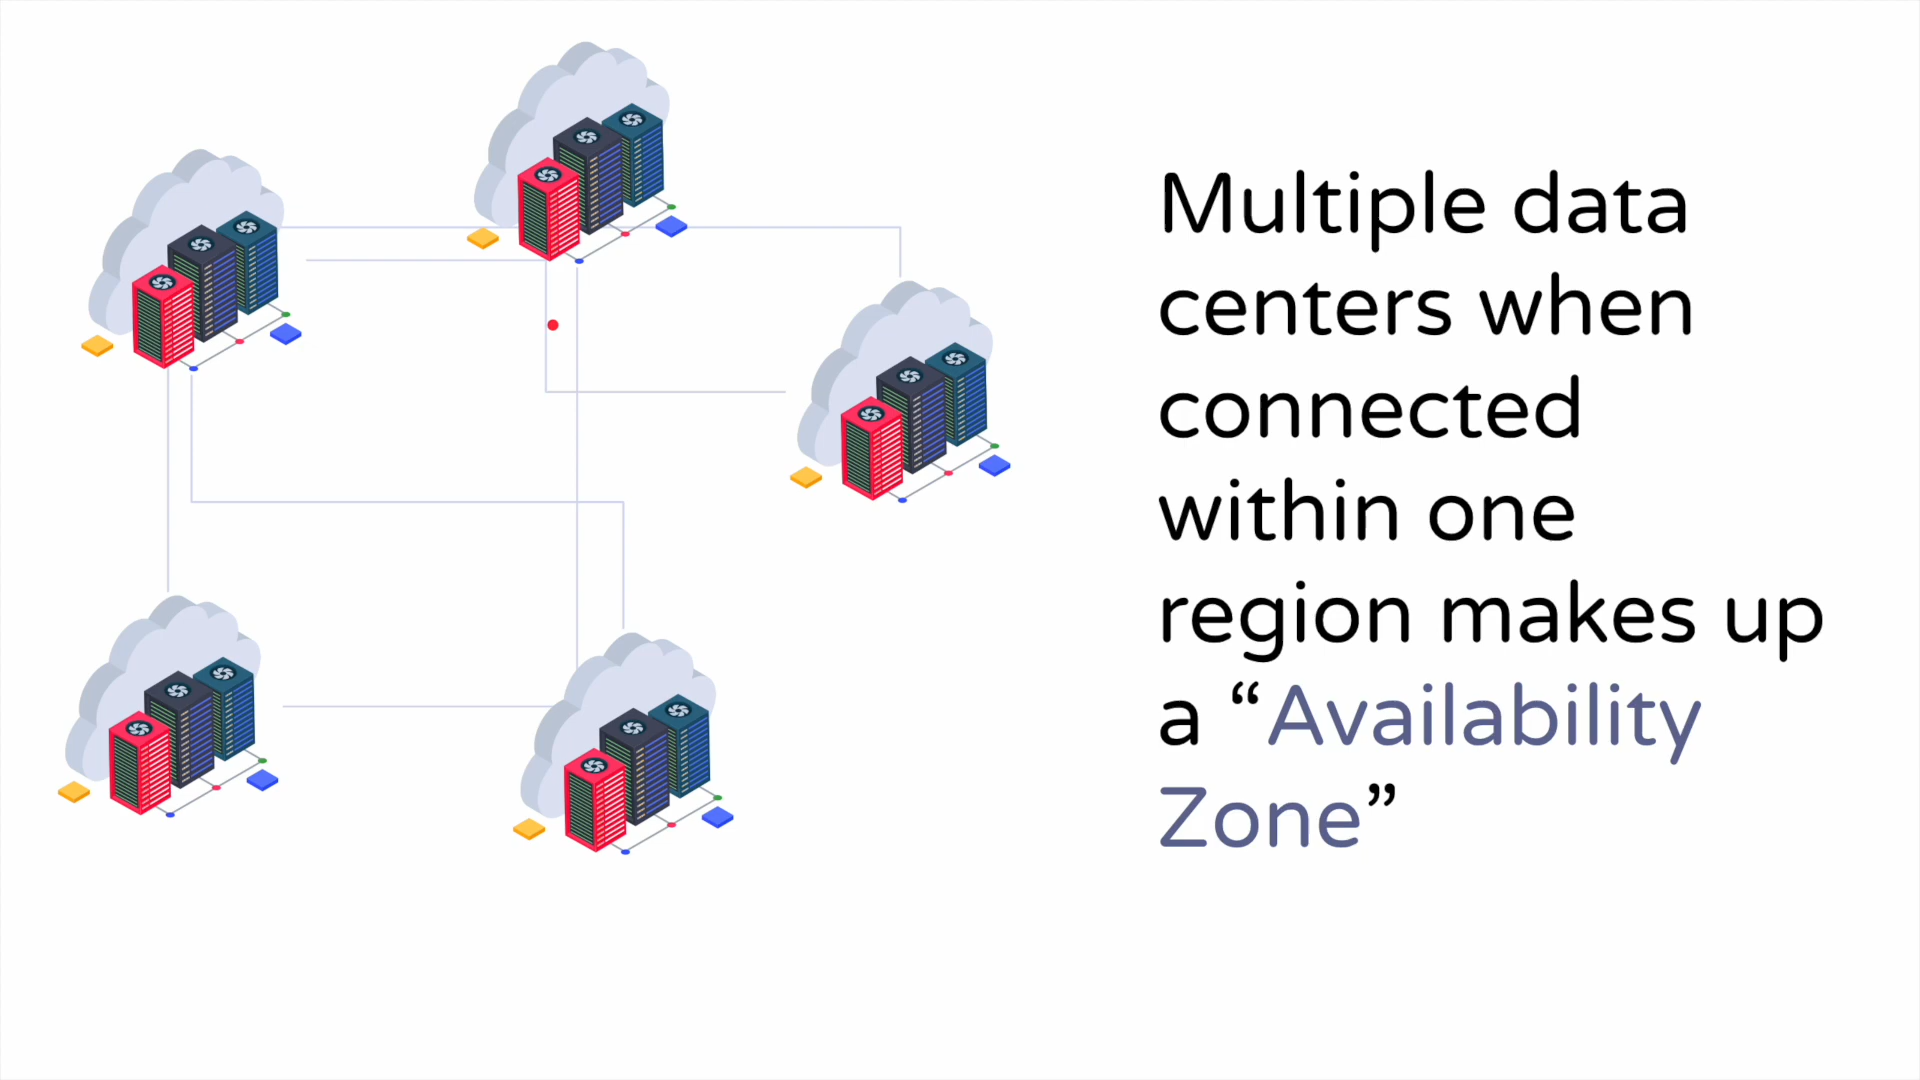 Multiple data
centers when
connected
within one
region makes up
a “Availability
Zone”